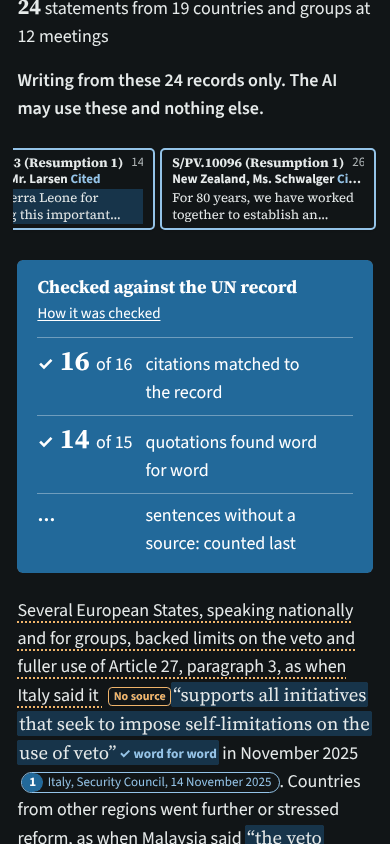 24 statements from 19 countries and groups at
12 meetings
Writing from these 24 records only. The AI
may use these and nothing else.
3 (Resumption 1) 14
Mr. Larsen Cited
erra Leone for
g this important...
S/PV.10096 (Resumption 1) 26
New Zealand, Ms. Schwalger Ci...
For 80 years, we have worked
together to establish an...
Checked against the UN record
How it was checked
✓ 16 of 16 citations matched to
the record
✓ 14 of 15 quotations found word
for word
... sentences without a
source: counted last
Several European States, speaking nationally
and for groups, backed limits on the veto and
fuller use of Article 27, paragraph 3, as when
Italy said it No source “supports all initiatives
that seek to impose self-limitations on the
use of veto” ✓ word for word in November 2025
1 Italy, Security Council, 14 November 2025 . Countries
from other regions went further or stressed
reform, as when Malaysia said “the veto